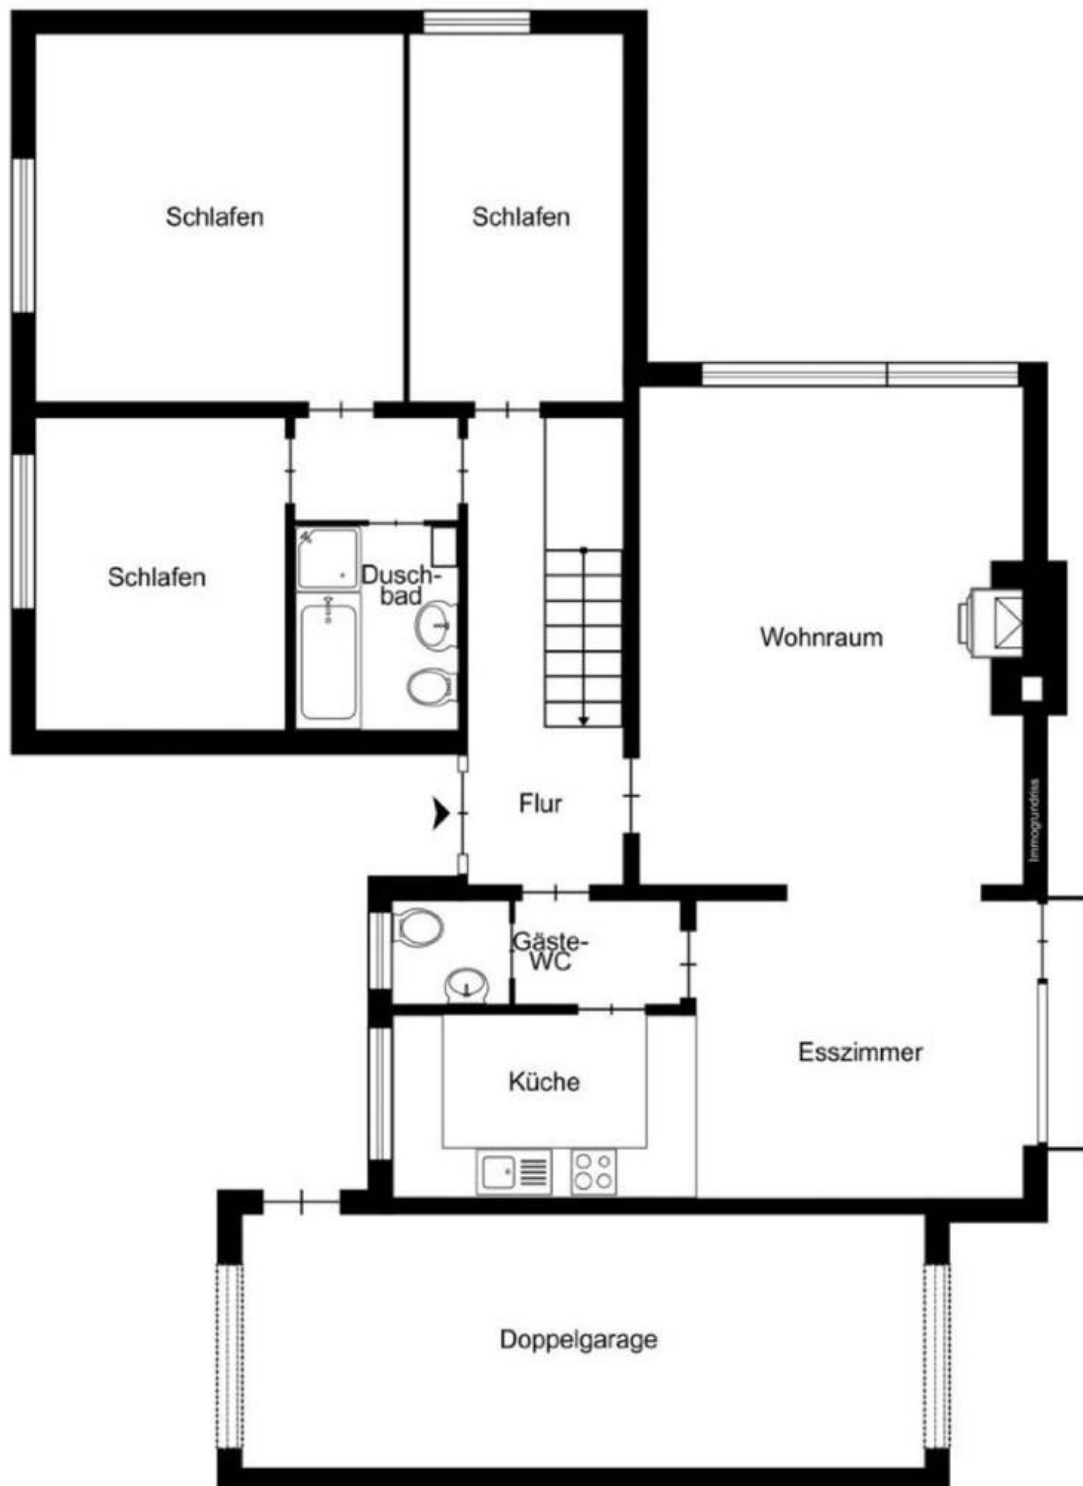 Schlafen
Schlafen
Schlafen
Dusch-
bad
Wohnraum
Flur
Immogrundriss
Gäste-
WC
Esszimmer
Küche
Doppelgarage